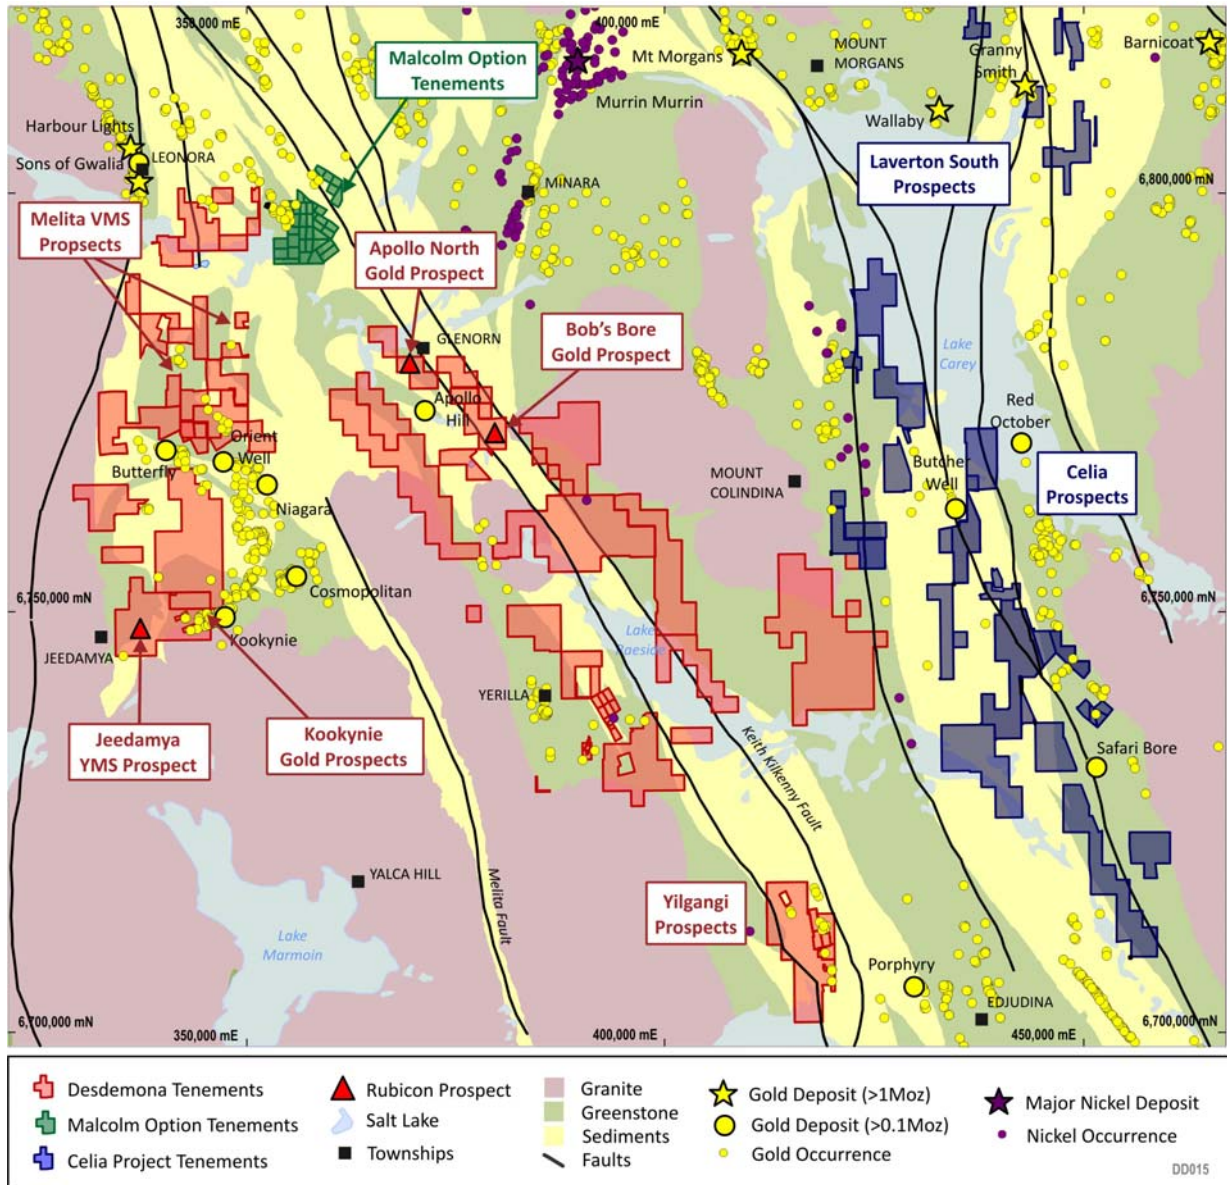 350,000 mE
400,000 mE
Malcolm Option
Tenements
Mt Morgans
MOUNT
MORGANS
Granny
Smith
Barnicoat
Murrin Murrin
Wallaby
Harbour Lights
LEONORA
Sons of Gwalia
Laverton South
Prospects
6,800,000 mN
MINARA
Melita VMS
Propsects
Apollo North
Gold Prospect
Bob's Bore
Gold Prospect
GLENORN
Lake
Carey
Apollo
Hill
Red
October
Orient
Well
Butterfly
MOUNT
COLINDINA
Butcher
Well
Celia
Prospects
Niagara
Cosmopolitan
6,750,000 mN
6,750,000 mN
Kookynie
JEEDAMYA
Lake
Raeside
YERILLA
Jeedamya
YMS Prospect
Kookynie
Gold Prospects
Keith Kilkenny Fault
Safari Bore
Melita Fault
YALCA HILL
Yilgangi
Prospects
Lake
Marmoin
Porphyry
EDJUDINA
6,700,000 mN
350,000 mE
400,000 mE
450,000 mE
6,700,000 mN
Desdemona Tenements
Malcolm Option Tenements
Celia Project Tenements
Rubicon Prospect
Salt Lake
Townships
Granite
Greenstone
Sediments
Faults
Gold Deposit (>1Moz)
Gold Deposit (>0.1Moz)
Gold Occurrence
Major Nickel Deposit
Nickel Occurrence
DD015